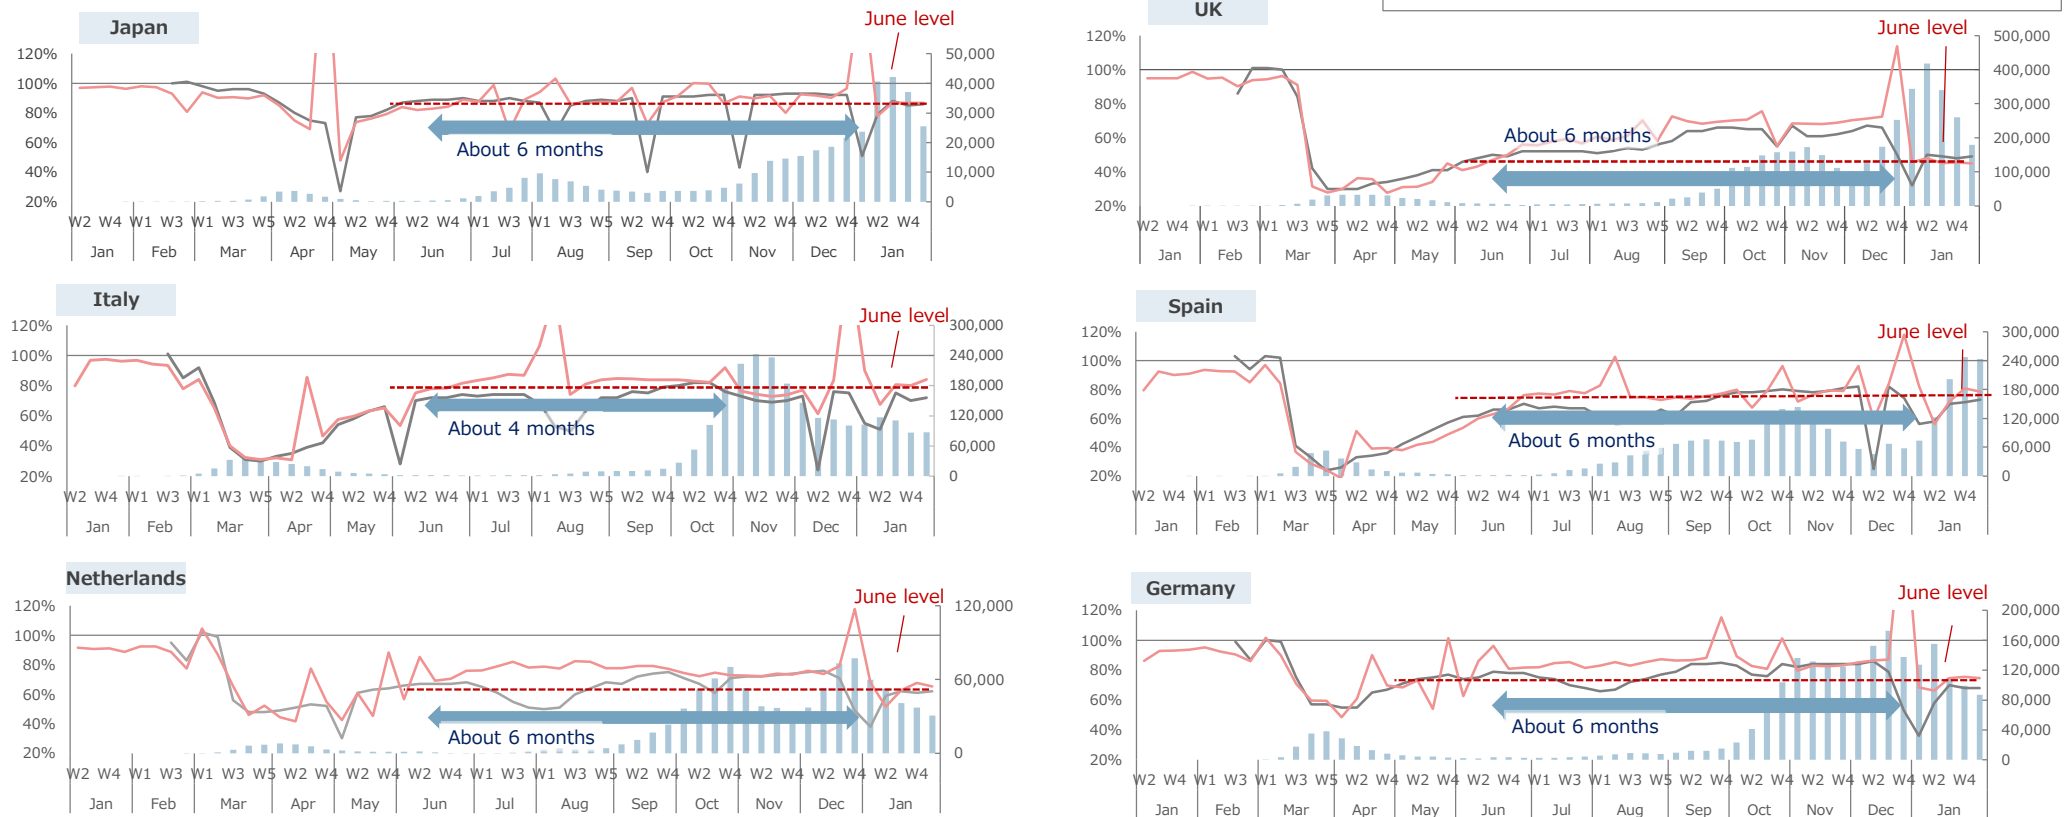 Japan
June level
120%
100%
80%
60%
40%
20%
50,000
40,000
30,000
20,000
10,000
0
About 6 months
W2 W4 W1 W3 W1 W3 W5 W2 W4 W2 W4 W2 W4 W1 W3 W1 W3 W5 W2 W4 W2 W4 W2 W4 W2 W4 W2 W4
Jan Feb Mar Apr May Jun Jul Aug Sep Oct Nov Dec Jan
UK
June level
120%
100%
80%
60%
40%
20%
500,000
400,000
300,000
200,000
100,000
0
About 6 months
W2 W4 W1 W3 W1 W3 W5 W2 W4 W2 W4 W2 W4 W1 W3 W1 W3 W5 W2 W4 W2 W4 W2 W4 W2 W4 W2 W4
Jan Feb Mar Apr May Jun Jul Aug Sep Oct Nov Dec Jan
Italy
June level
120%
100%
80%
60%
40%
20%
300,000
240,000
180,000
120,000
60,000
0
About 4 months
W2 W4 W1 W3 W1 W3 W5 W2 W4 W2 W4 W2 W4 W1 W3 W1 W3 W5 W2 W4 W2 W4 W2 W4 W2 W4 W2 W4
Jan Feb Mar Apr May Jun Jul Aug Sep Oct Nov Dec Jan
Spain
June level
120%
100%
80%
60%
40%
20%
300,000
240,000
180,000
120,000
60,000
0
About 6 months
W2 W4 W1 W3 W1 W3 W5 W2 W4 W2 W4 W2 W4 W1 W3 W1 W3 W5 W2 W4 W2 W4 W2 W4 W2 W4 W2 W4
Jan Feb Mar Apr May Jun Jul Aug Sep Oct Nov Dec Jan
Netherlands
June level
120%
100%
80%
60%
40%
20%
120,000
60,000
0
About 6 months
W2 W4 W1 W3 W1 W3 W5 W2 W4 W2 W4 W2 W4 W1 W3 W1 W3 W5 W2 W4 W2 W4 W2 W4 W2 W4 W2 W4
Jan Feb Mar Apr May Jun Jul Aug Sep Oct Nov Dec Jan
Germany
June level
120%
100%
80%
60%
40%
20%
200,000
160,000
120,000
80,000
40,000
0
About 6 months
W2 W4 W1 W3 W1 W3 W5 W2 W4 W2 W4 W2 W4 W1 W3 W1 W3 W5 W2 W4 W2 W4 W2 W4 W2 W4 W2 W4
Jan Feb Mar Apr May Jun Jul Aug Sep Oct Nov Dec Jan